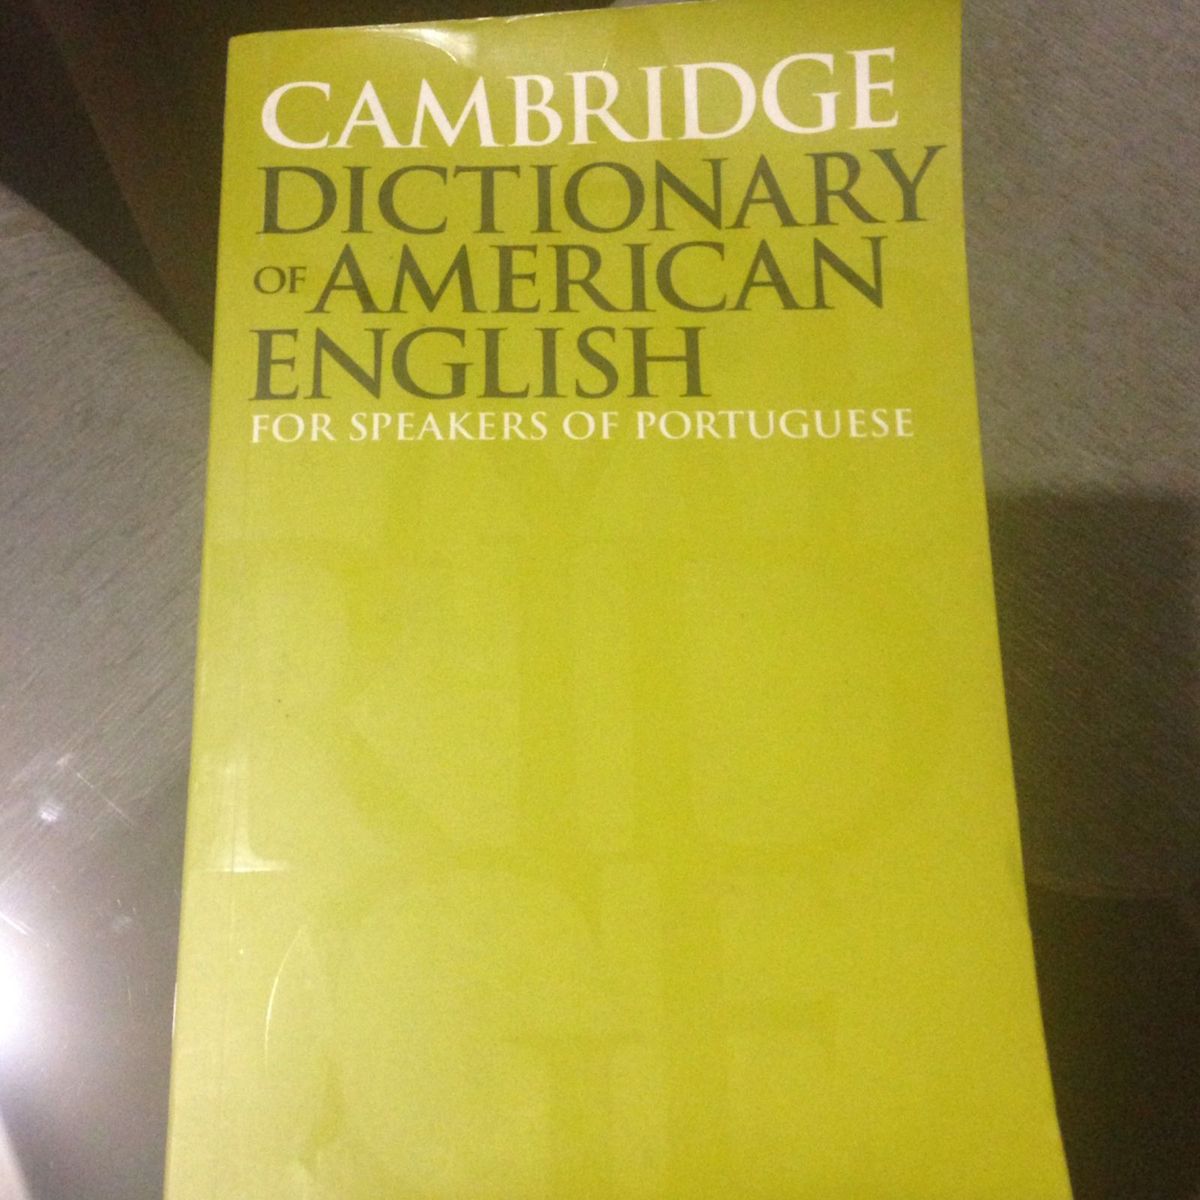 CAMBRIDGE
DICTIONARY
OF AMERICAN
ENGLISH
FOR SPEAKERS OF PORTUGUESE